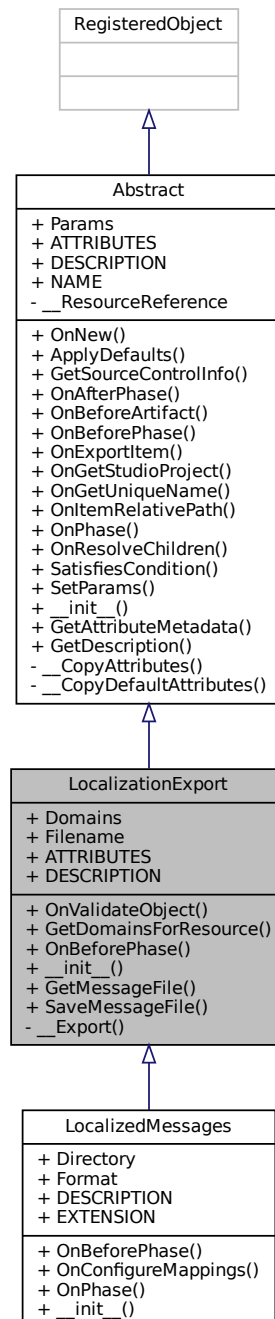 RegisteredObject
Abstract
+ Params
+ ATTRIBUTES
+ DESCRIPTION
+ NAME
- __ResourceReference
+ OnNew()
+ ApplyDefaults()
+ GetSourceControlInfo()
+ OnAfterPhase()
+ OnBeforeArtifact()
+ OnBeforePhase()
+ OnExportItem()
+ OnGetStudioProject()
+ OnGetUniqueName()
+ OnItemRelativePath()
+ OnPhase()
+ OnResolveChildren()
+ SatisfiesCondition()
+ SetParams()
+ __init__()
+ GetAttributeMetadata()
+ GetDescription()
- __CopyAttributes()
- __CopyDefaultAttributes()
LocalizationExport
+ Domains
+ Filename
+ ATTRIBUTES
+ DESCRIPTION
+ OnValidateObject()
+ GetDomainsForResource()
+ OnBeforePhase()
+ __init__()
+ GetMessageFile()
+ SaveMessageFile()
- __Export()
LocalizedMessages
+ Directory
+ Format
+ DESCRIPTION
+ EXTENSION
+ OnBeforePhase()
+ OnConfigureMappings()
+ OnPhase()
+ __init__()